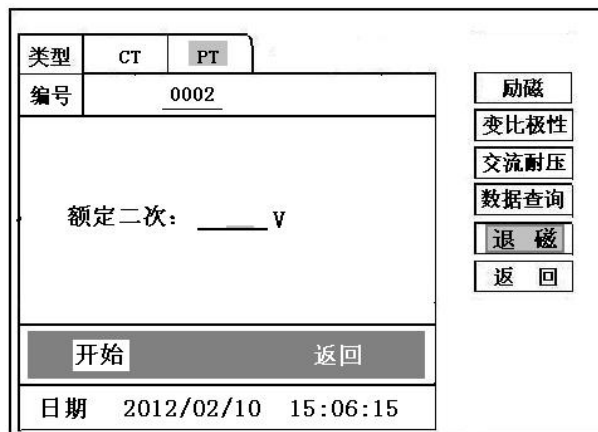 类型 CT PT
编号 0002
额定二次： V
开始 返回
日期 2012/02/10 15:06:15
励磁
变比极性
交流耐压
数据查询
退 磁
返 回